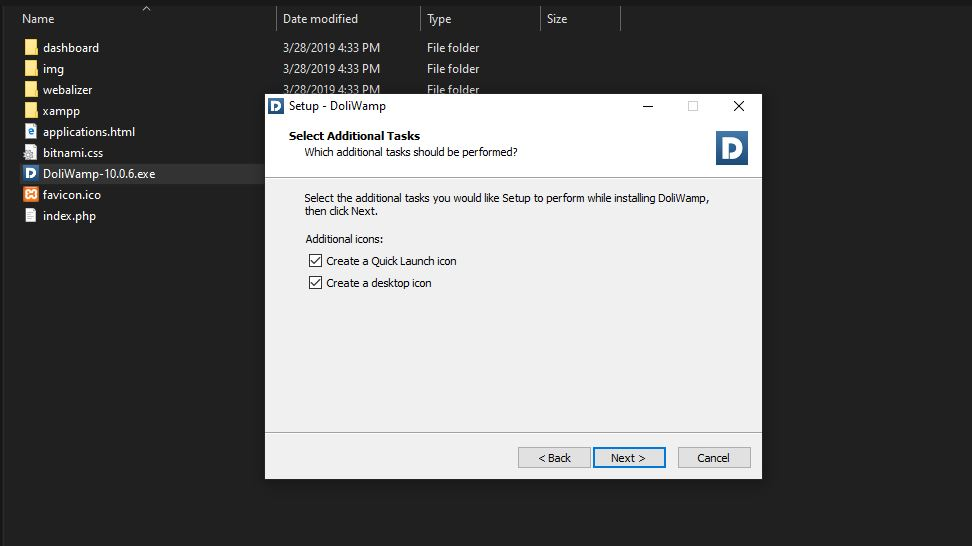 Name Date modified Type Size
dashboard 3/28/2019 4:33 PM File folder
img 3/28/2019 4:33 PM File folder
webalizer 3/28/2019 4:33 PM File folder
xampp
applications.html
bitnami.css
DoliWamp-10.0.6.exe
favicon.ico
index.php
D Setup - DoliWamp
Select Additional Tasks
Which additional tasks should be performed?
D
Select the additional tasks you would like Setup to perform while installing DoliWamp,
then click Next.
Additional icons:
Create a Quick Launch icon
Create a desktop icon
< Back Next > Cancel